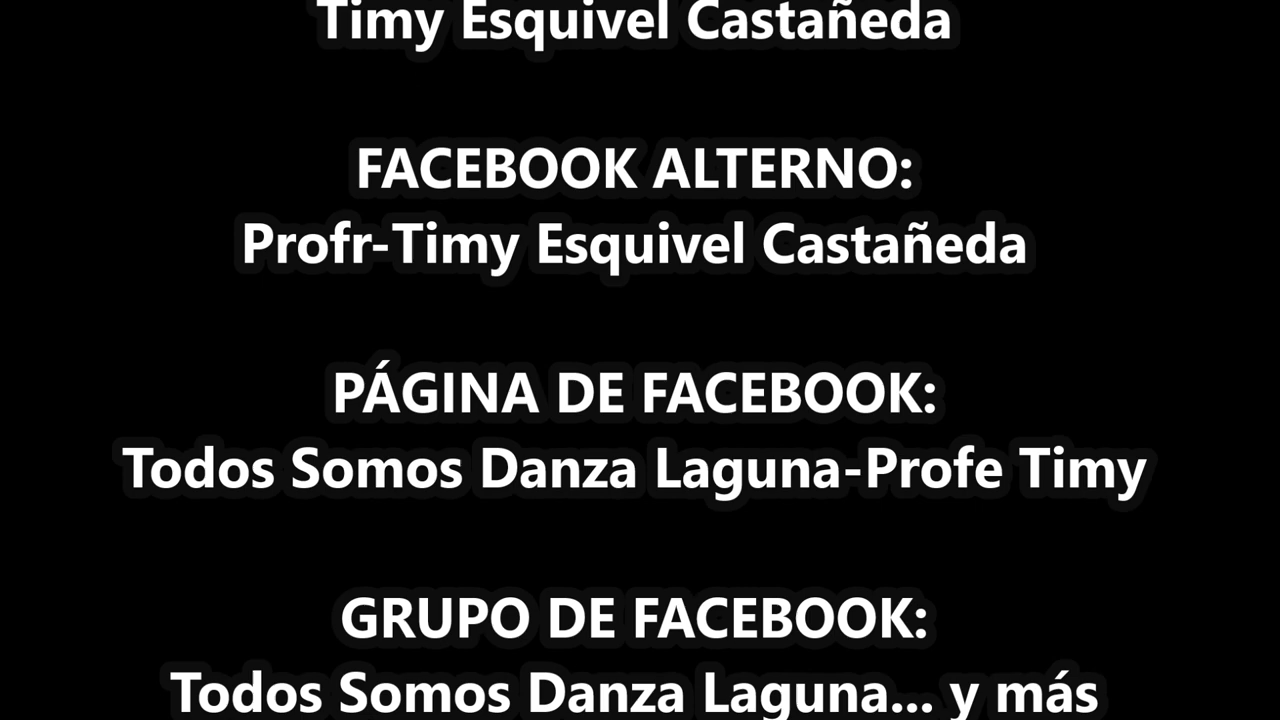 Timy Esquivel Castañeda
FACEBOOK ALTERNO:
Profr-Timy Esquivel Castañeda
PÁGINA DE FACEBOOK:
Todos Somos Danza Laguna-Profe Timy
GRUPO DE FACEBOOK:
Todos Somos Danza Laguna... y más